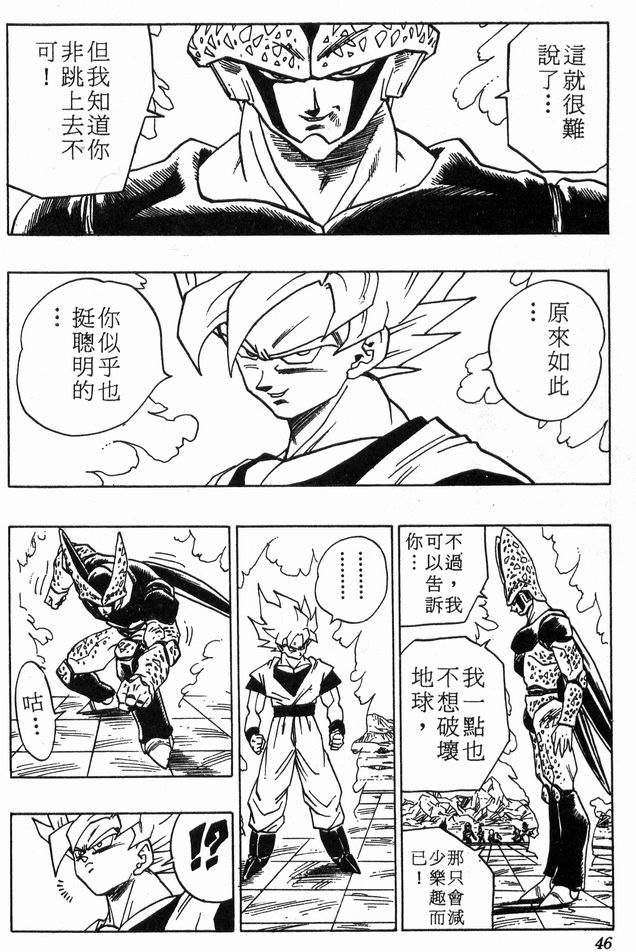 這就很難
說了…
但我知道你
非跳上去不
可！
原來如此
…
你似乎也
挺聰明的
…
不過，我
可以告訴
你…
我一點也
不想破壞
地球，
那只會減
少樂趣而
已！
……
咕…
!?
46